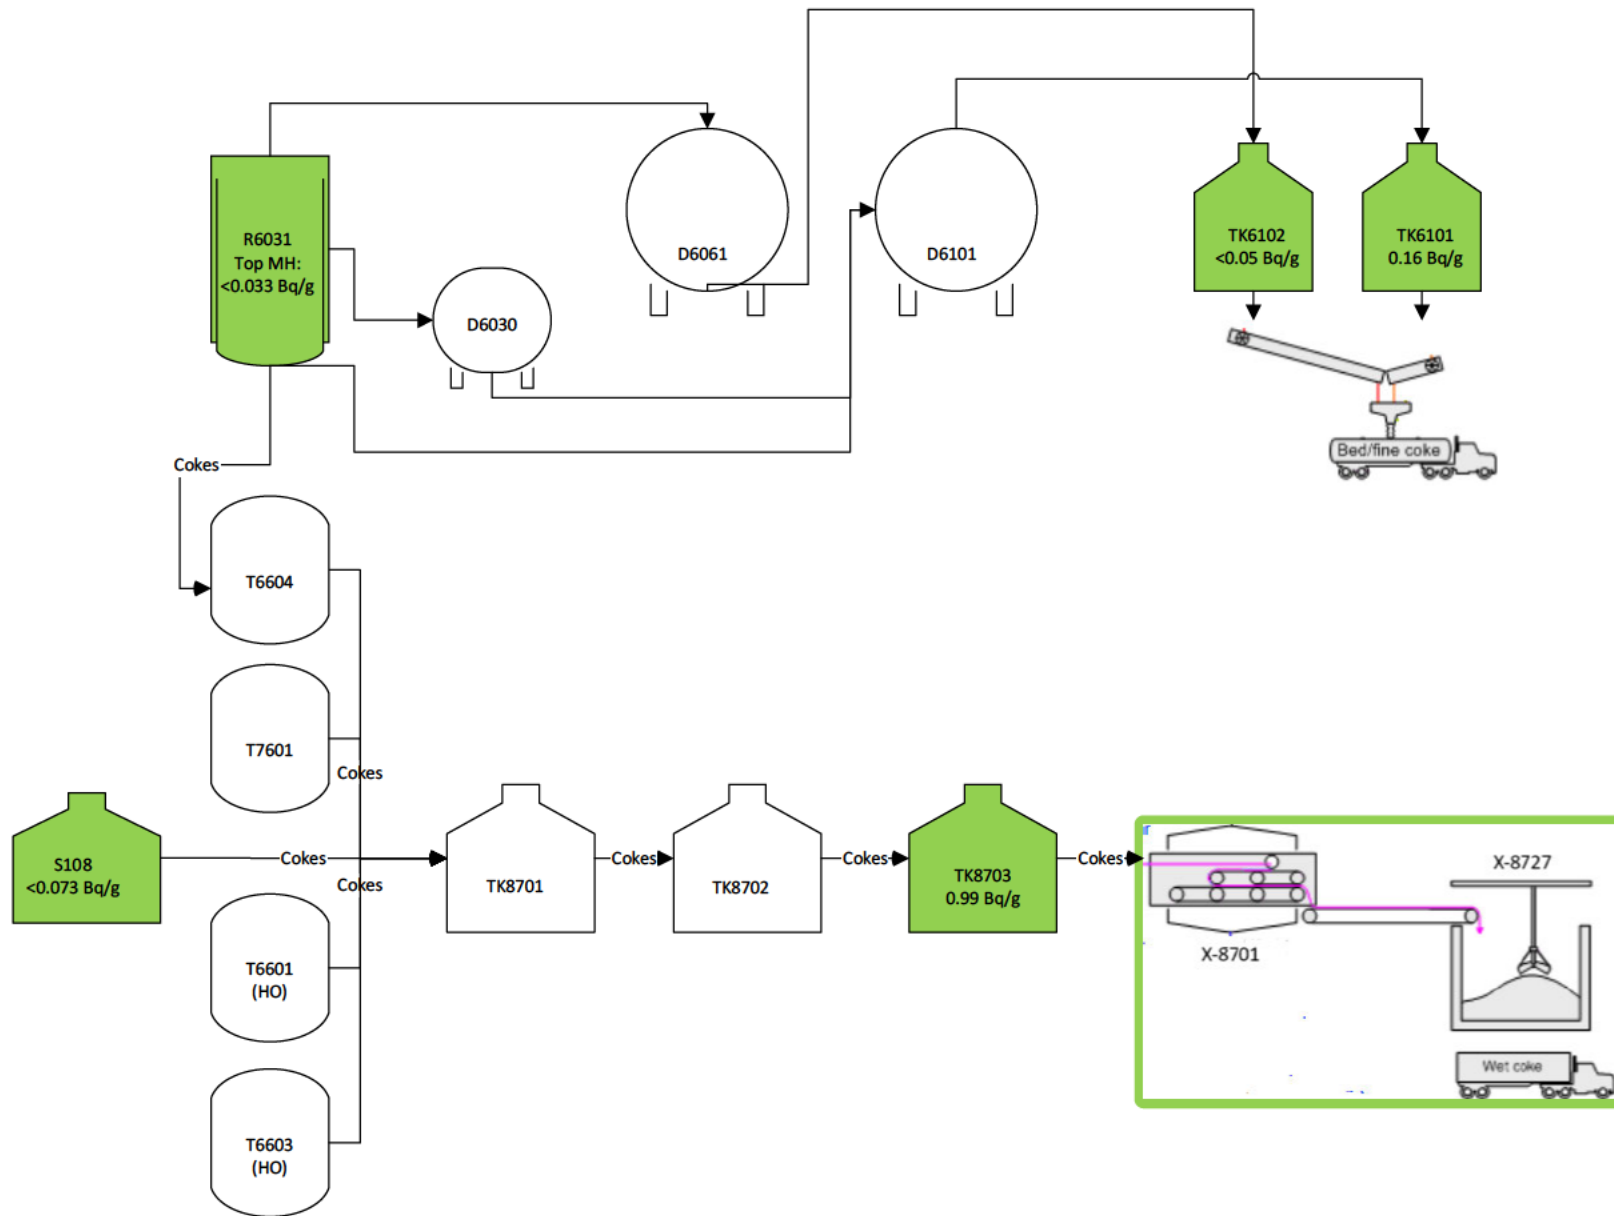 R6031
Top MH:
<0.033 Bq/g
D6061
D6101
D6030
TK6102
<0.05 Bq/g
TK6101
0.16 Bq/g
Bed/fine coke
Cokes
T6604
T7601
Cokes
S108
<0.073 Bq/g
Cokes
Cokes
TK8701
Cokes
TK8702
Cokes
TK8703
0.99 Bq/g
Cokes
X-8701
X-8727
Wet coke
T6601
(HO)
T6603
(HO)